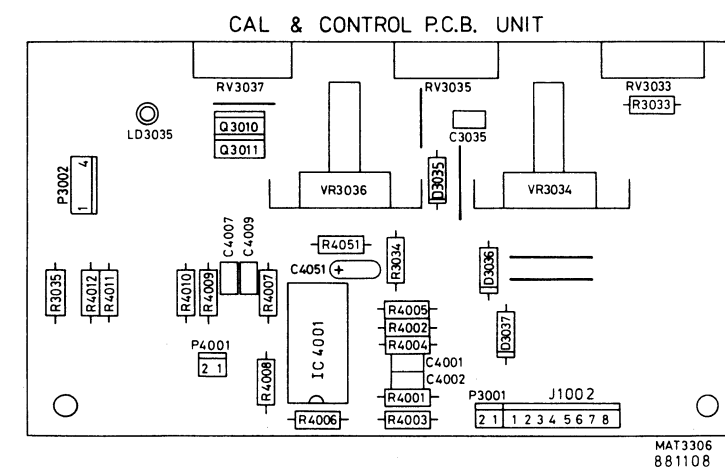 CAL & CONTROL P.C.B. UNIT
RV3037
RV3035
RV3033
R3033
LD3035
Q3010
Q3011
C3035
P3002
1 4
VR3036
D3035
VR3034
C4007
C4009
R4051
C4051 +
R3034
D3036
R3035
R4012
R4011
R4010
R4009
R4007
IC4001
R4005
R4002
R4004
D3037
P4001
2 1
R4008
C4001
C4002
R4001
P3001
J1002
R4006
R4003
2 1
1 2 3 4 5 6 7 8
MAT3306
881108